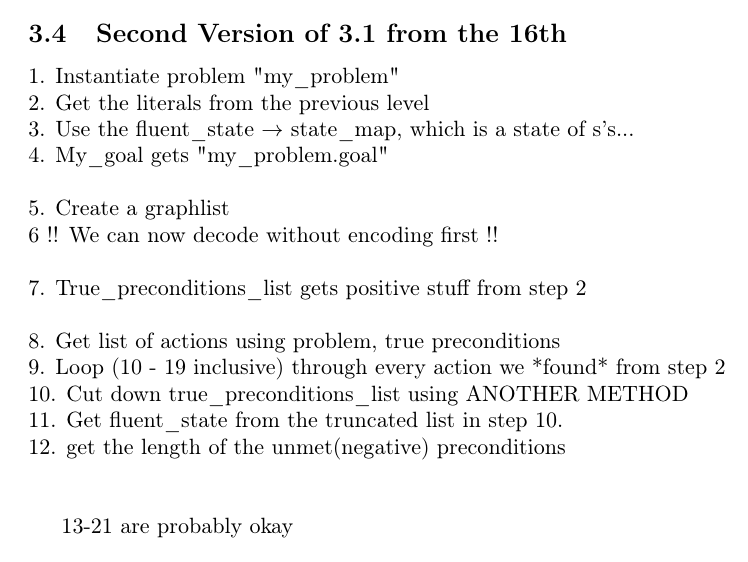 3.4 Second Version of 3.1 from the 16th
1. Instantiate problem "my_problem"
2. Get the literals from the previous level
3. Use the fluent_state → state_map, which is a state of s's...
4. My_goal gets "my_problem.goal"
5. Create a graphlist
6 !! We can now decode without encoding first !!
7. True_preconditions_list gets positive stuff from step 2
8. Get list of actions using problem, true preconditions
9. Loop (10 - 19 inclusive) through every action we *found* from step 2
10. Cut down true_preconditions_list using ANOTHER METHOD
11. Get fluent_state from the truncated list in step 10.
12. get the length of the unmet(negative) preconditions
13-21 are probably okay